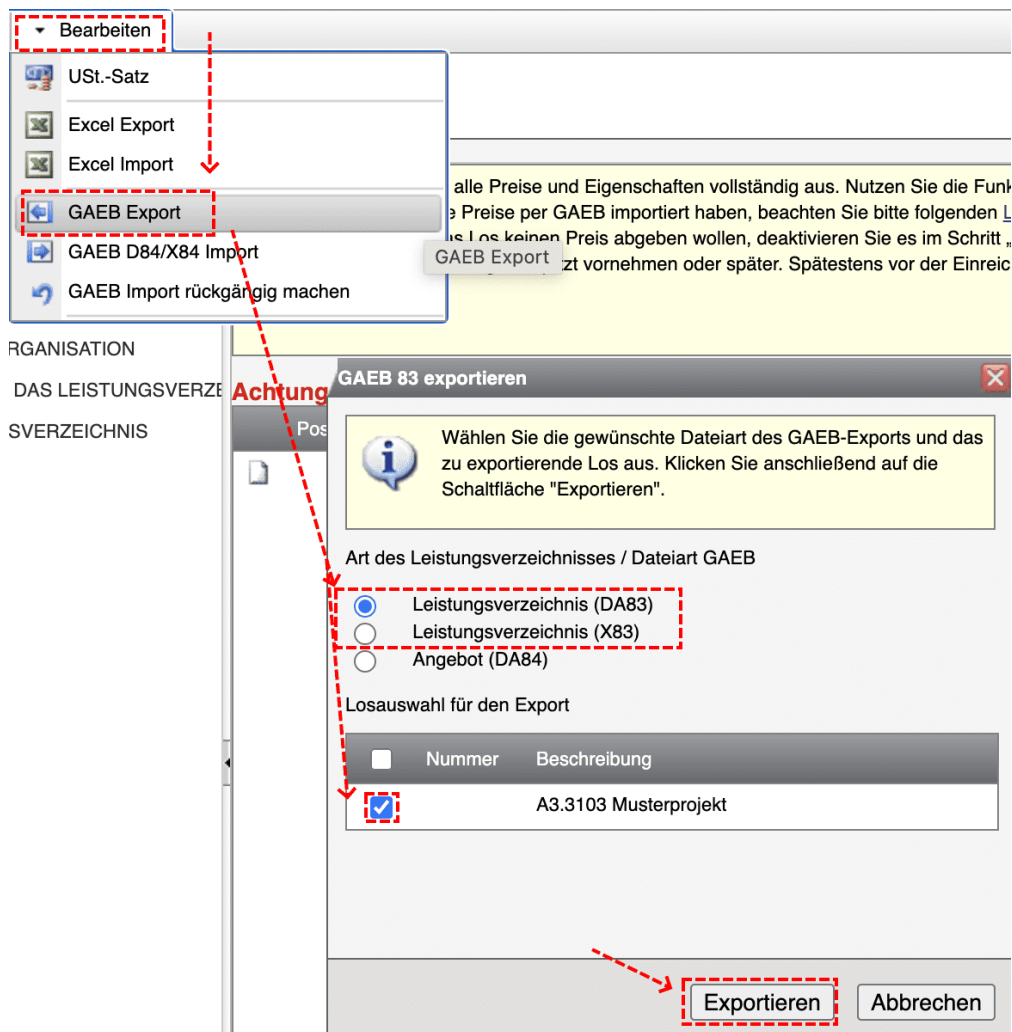 Bearbeiten
USt.-Satz
Excel Export
Excel Import
GAEB Export
GAEB D84/X84 Import
GAEB Import rückgängig machen
GAEB Export
alle Preise und Eigenschaften vollständig aus. Nutzen Sie die Funk
e Preise per GAEB importiert haben, beachten Sie bitte folgenden L
s Los keinen Preis abgeben wollen, deaktivieren Sie es im Schritt „
zt vornehmen oder später. Spätestens vor der Einreic
RGANISATION
DAS LEISTUNGSVERZE
SVERZEICHNIS
Achtung
Pos
GAEB 83 exportieren
Wählen Sie die gewünschte Dateiart des GAEB-Exports und das
zu exportierende Los aus. Klicken Sie anschließend auf die
Schaltfläche "Exportieren".
Art des Leistungsverzeichnisses / Dateiart GAEB
Leistungsverzeichnis (DA83)
Leistungsverzeichnis (X83)
Angebot (DA84)
Losauswahl für den Export
Nummer Beschreibung
A3.3103 Musterprojekt
Exportieren Abbrechen